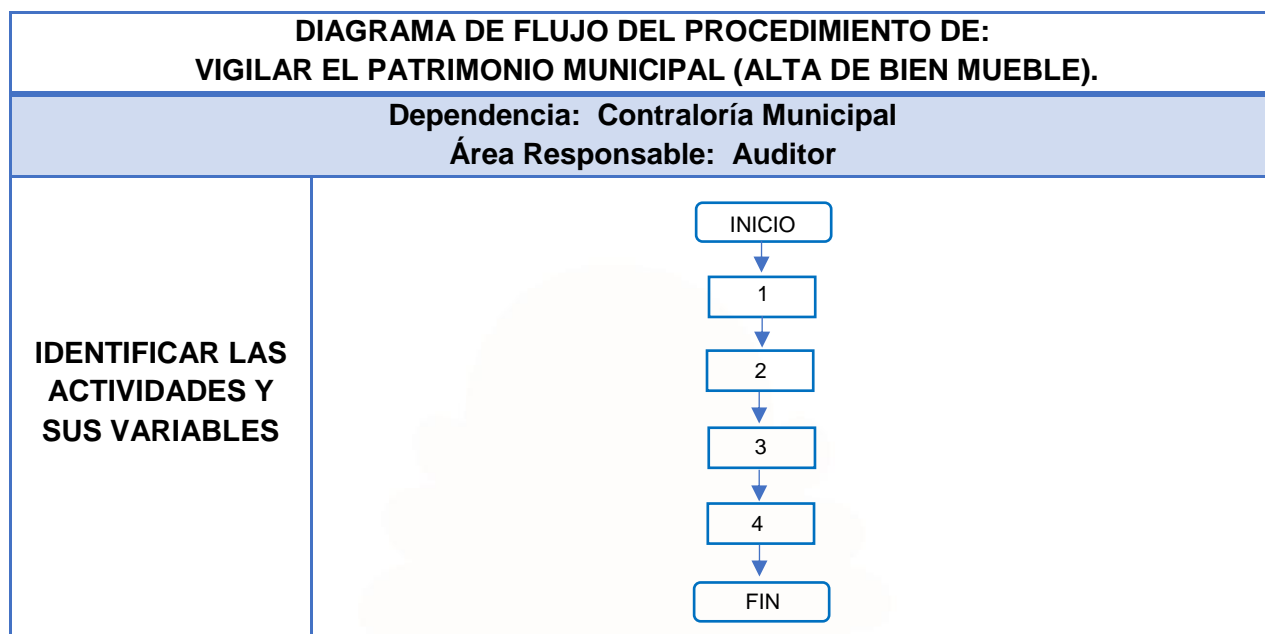 DIAGRAMA DE FLUJO DEL PROCEDIMIENTO DE:
VIGILAR EL PATRIMONIO MUNICIPAL (ALTA DE BIEN MUEBLE).
Dependencia: Contraloría Municipal
Área Responsable: Auditor
IDENTIFICAR LAS
ACTIVIDADES Y
SUS VARIABLES
INICIO
1
2
3
4
FIN